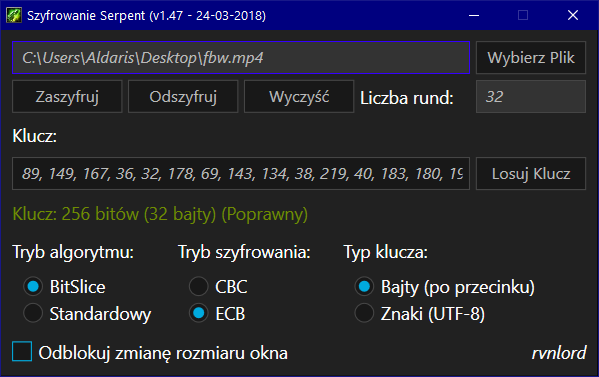 Szyfrowanie Serpent (v1.47 - 24-03-2018)
C:\Users\Aldaris\Desktop\fbw.mp4 Wybierz Plik
Zaszyfruj Odszyfruj Wyczyść Liczba rund: 32
Klucz:
89, 149, 167, 36, 32, 178, 69, 143, 134, 38, 219, 40, 183, 180, 19 Losuj Klucz
Klucz: 256 bitów (32 bajty) (Poprawny)
Tryb algorytmu: Tryb szyfrowania: Typ klucza:
BitSlice CBC Bajty (po przecinku)
Standardowy ECB Znaki (UTF-8)
Odblokuj zmianę rozmiaru okna rvnlord